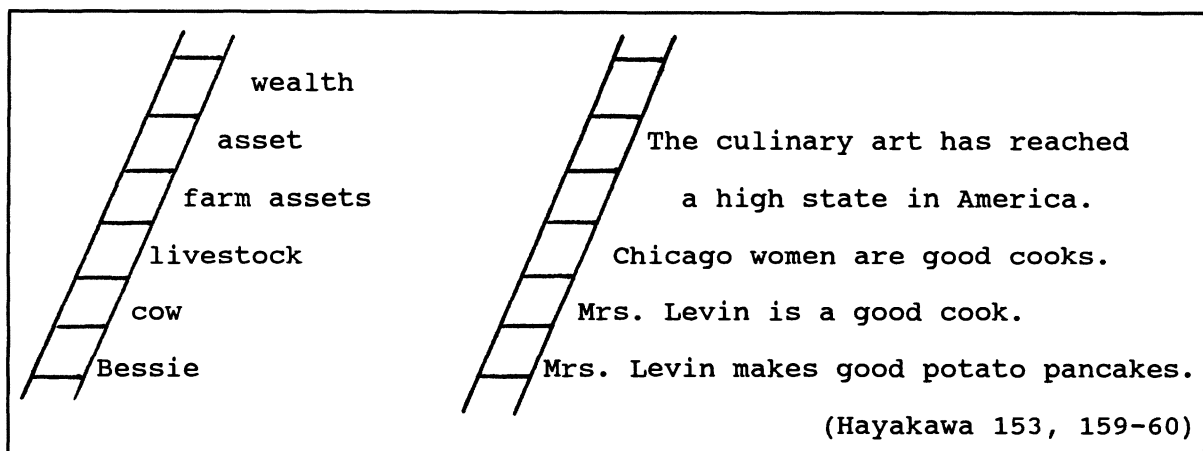 wealth
asset
farm assets
livestock
cow
Bessie
The culinary art has reached
a high state in America.
Chicago women are good cooks.
Mrs. Levin is a good cook.
Mrs. Levin makes good potato pancakes.
(Hayakawa 153, 159-60)